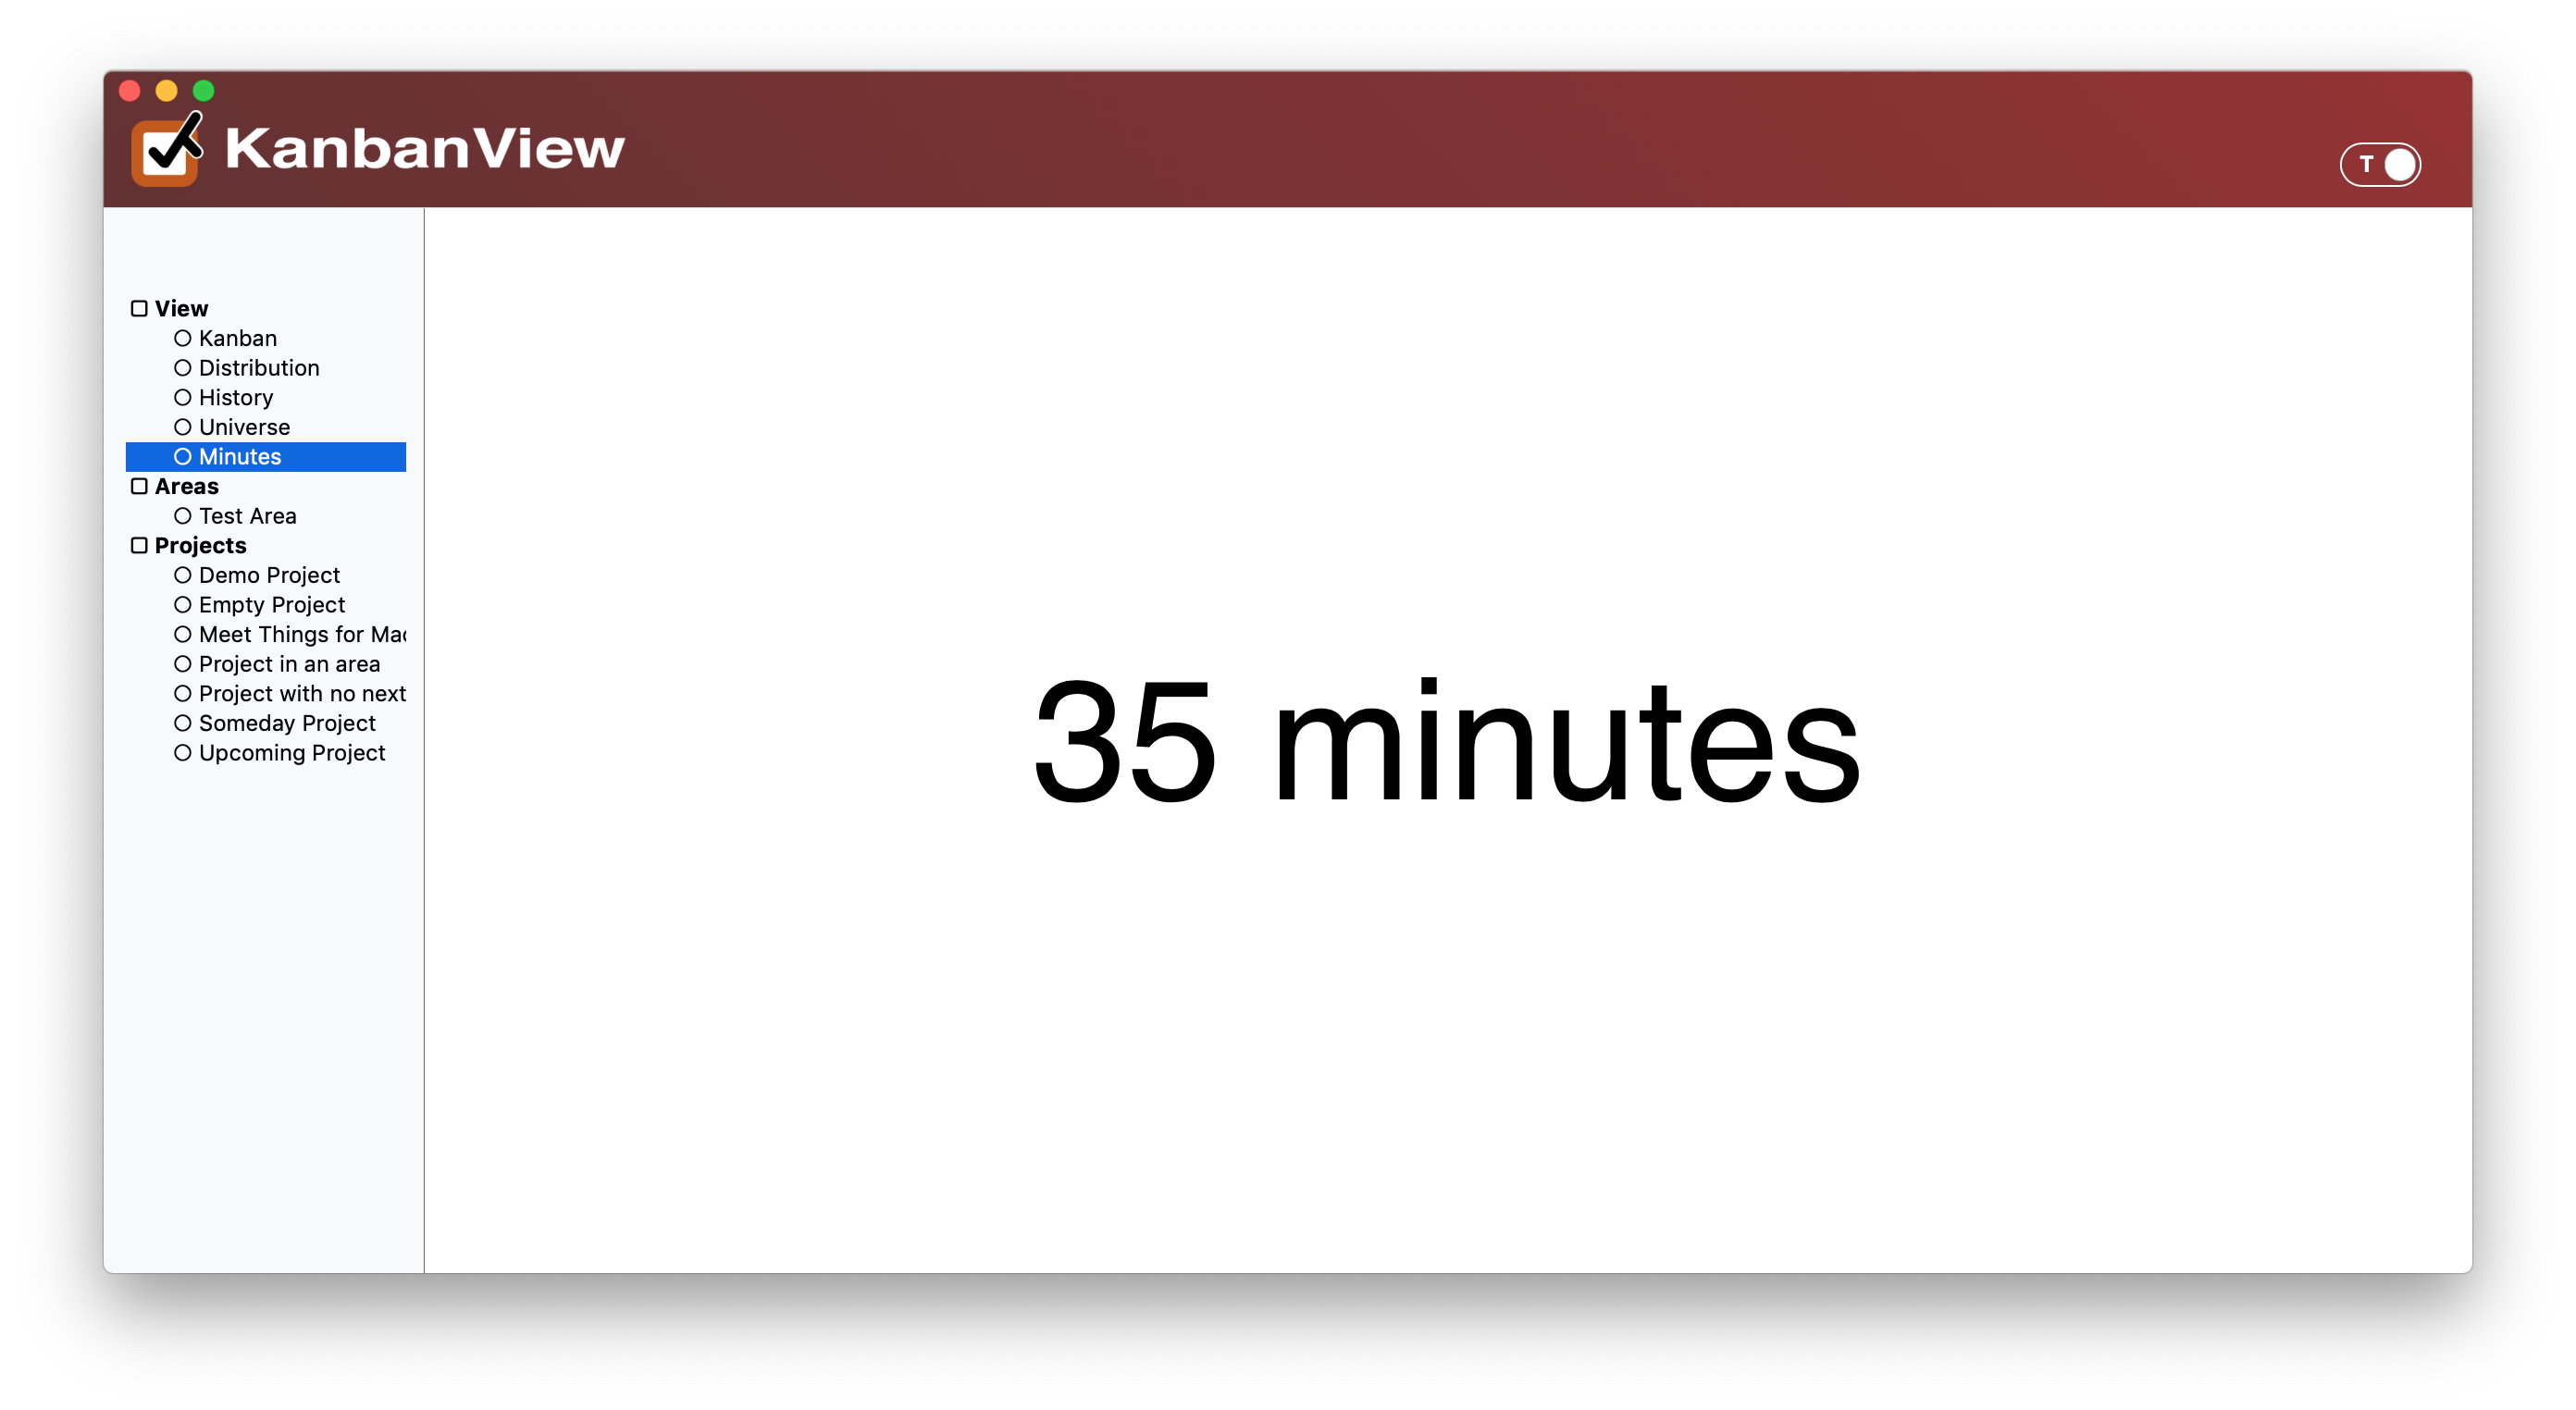 KanbanView
T
View
Kanban
Distribution
History
Universe
Minutes
Areas
Test Area
Projects
Demo Project
Empty Project
Meet Things for Mac
Project in an area
Project with no next
Someday Project
Upcoming Project
35 minutes